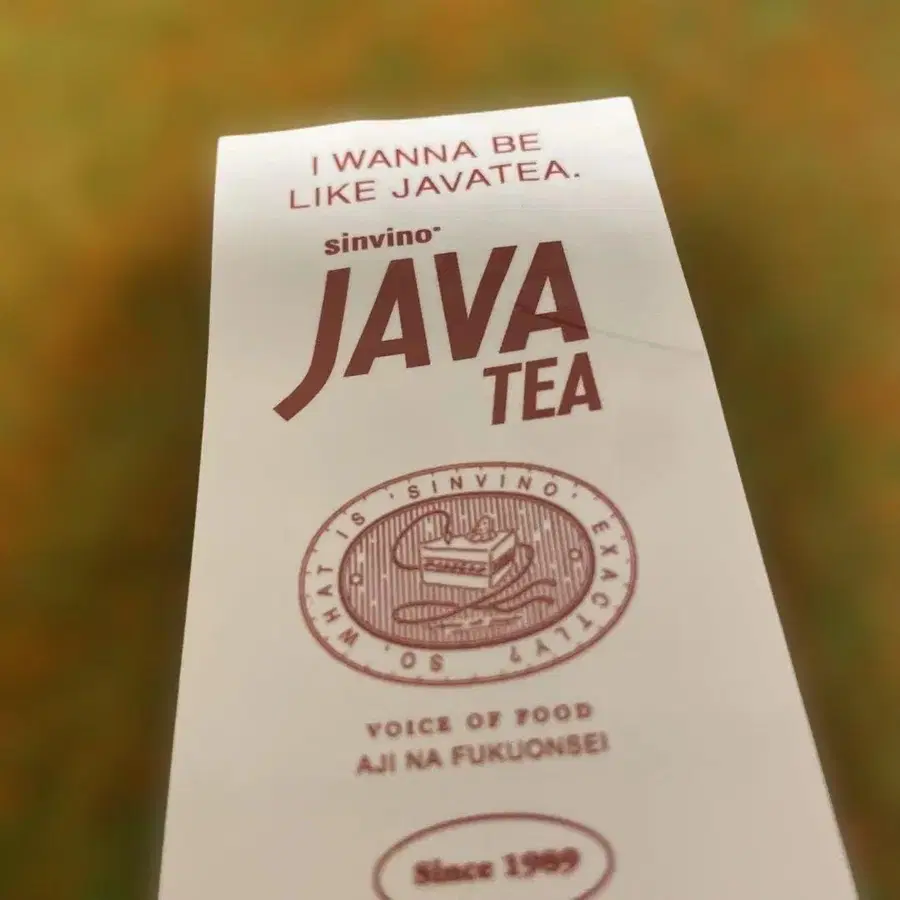 I WANNA BE
LIKE JAVATEA.
sinvino
JAVA
TEA
SO, WHAT IS 'SINVINO' EXACTLY?
VOICE OF FOOD
AJI NA FUKUONSEI
Since 1989